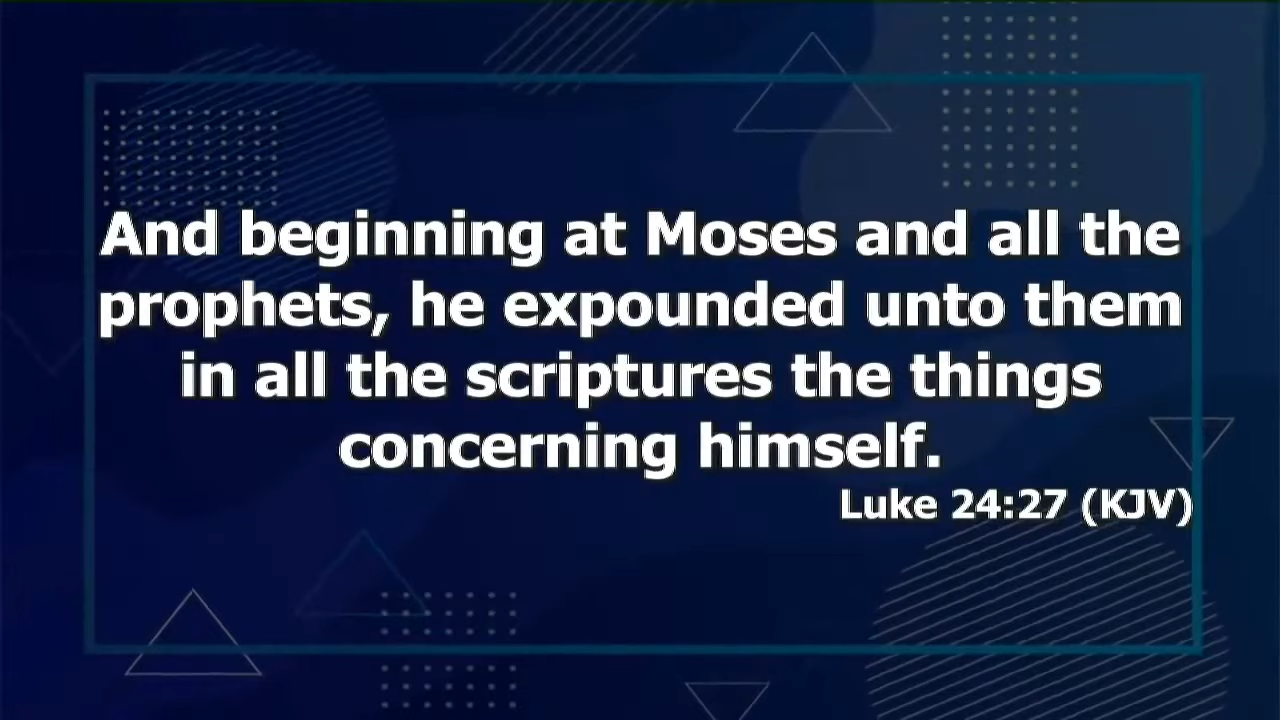 And beginning at Moses and all the
prophets, he expounded unto them
in all the scriptures the things
concerning himself.
Luke 24:27 (KJV)